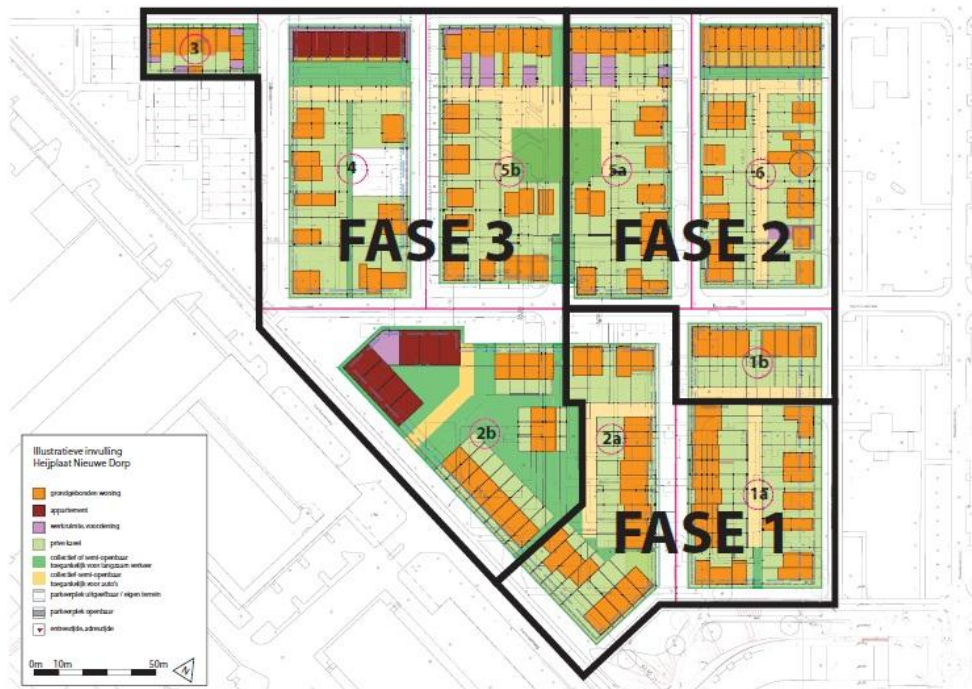 3
4
5b
5a
6
FASE 3
FASE 2
1b
2b
2a
1a
FASE 1
Illustratieve invulling
Heijplaat Nieuwe Dorp
grondgebonden woning
appartement
werkruimte, voorziening
privé kavel
collectief of semi-openbaar
toegankelijk voor langzaam verkeer
collectief semi-openbaar
toegankelijk voor auto's
parkeerplek uitgeefbaar / eigen terrein
parkeerplek openbaar
entreezijde, adreszijde
0m 10m 50m
N